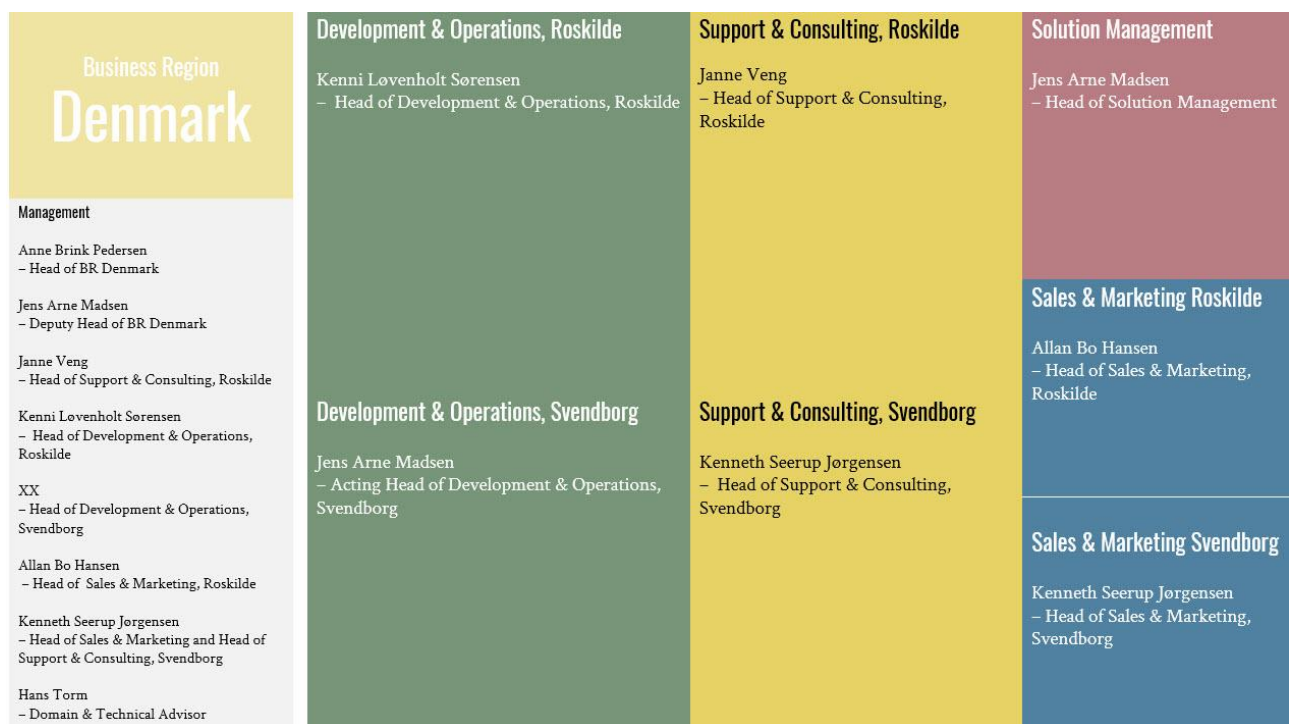 Business Region
Denmark
Management
Anne Brink Pedersen
– Head of BR Denmark
Jens Arne Madsen
– Deputy Head of BR Denmark
Janne Veng
– Head of Support & Consulting, Roskilde
Kenni Løvenholt Sørensen
– Head of Development & Operations,
Roskilde
XX
– Head of Development & Operations,
Svendborg
Allan Bo Hansen
– Head of Sales & Marketing, Roskilde
Kenneth Seerup Jørgensen
– Head of Sales & Marketing and Head of
Support & Consulting, Svendborg
Hans Torm
– Domain & Technical Advisor
Development & Operations, Roskilde
Kenni Løvenholt Sørensen
– Head of Development & Operations, Roskilde
Development & Operations, Svendborg
Jens Arne Madsen
– Acting Head of Development & Operations,
Svendborg
Support & Consulting, Roskilde
Janne Veng
– Head of Support & Consulting,
Roskilde
Support & Consulting, Svendborg
Kenneth Seerup Jørgensen
– Head of Support & Consulting,
Svendborg
Solution Management
Jens Arne Madsen
– Head of Solution Management
Sales & Marketing Roskilde
Allan Bo Hansen
– Head of Sales & Marketing,
Roskilde
Sales & Marketing Svendborg
Kenneth Seerup Jørgensen
– Head of Sales & Marketing,
Svendborg